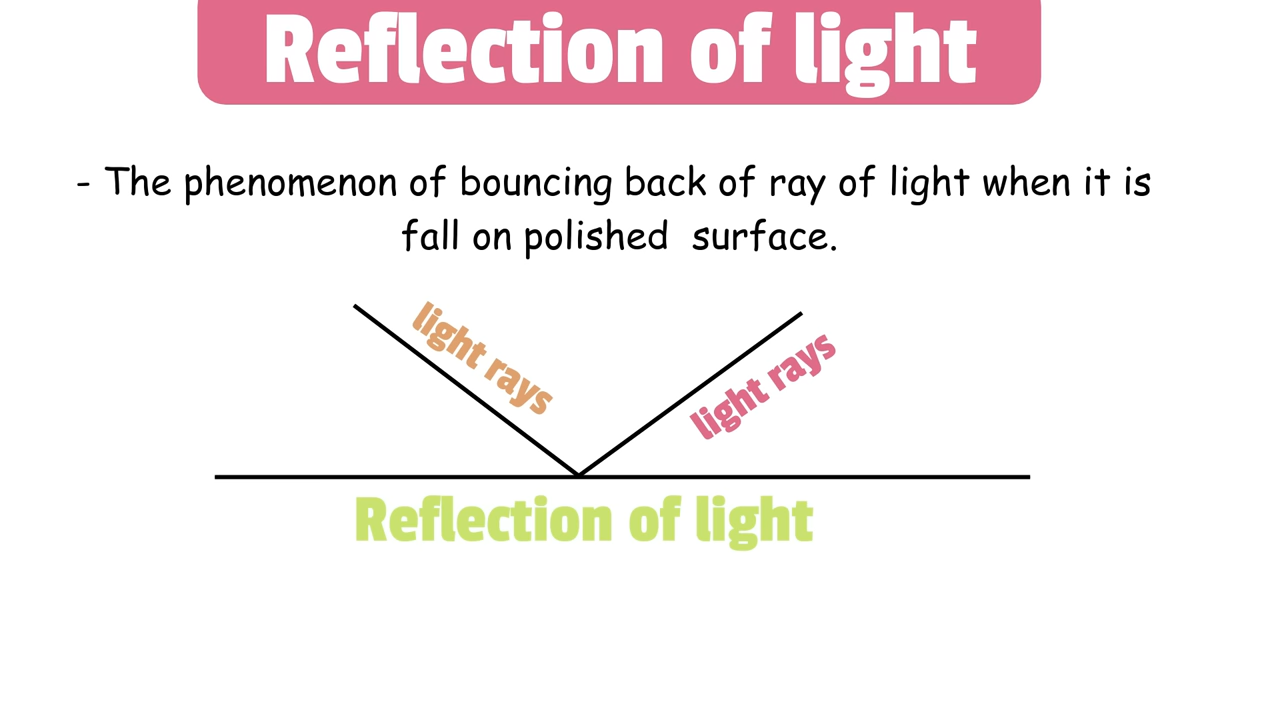 Reflection of light
- The phenomenon of bouncing back of ray of light when it is
fall on polished surface.
light rays
light rays
Reflection of light